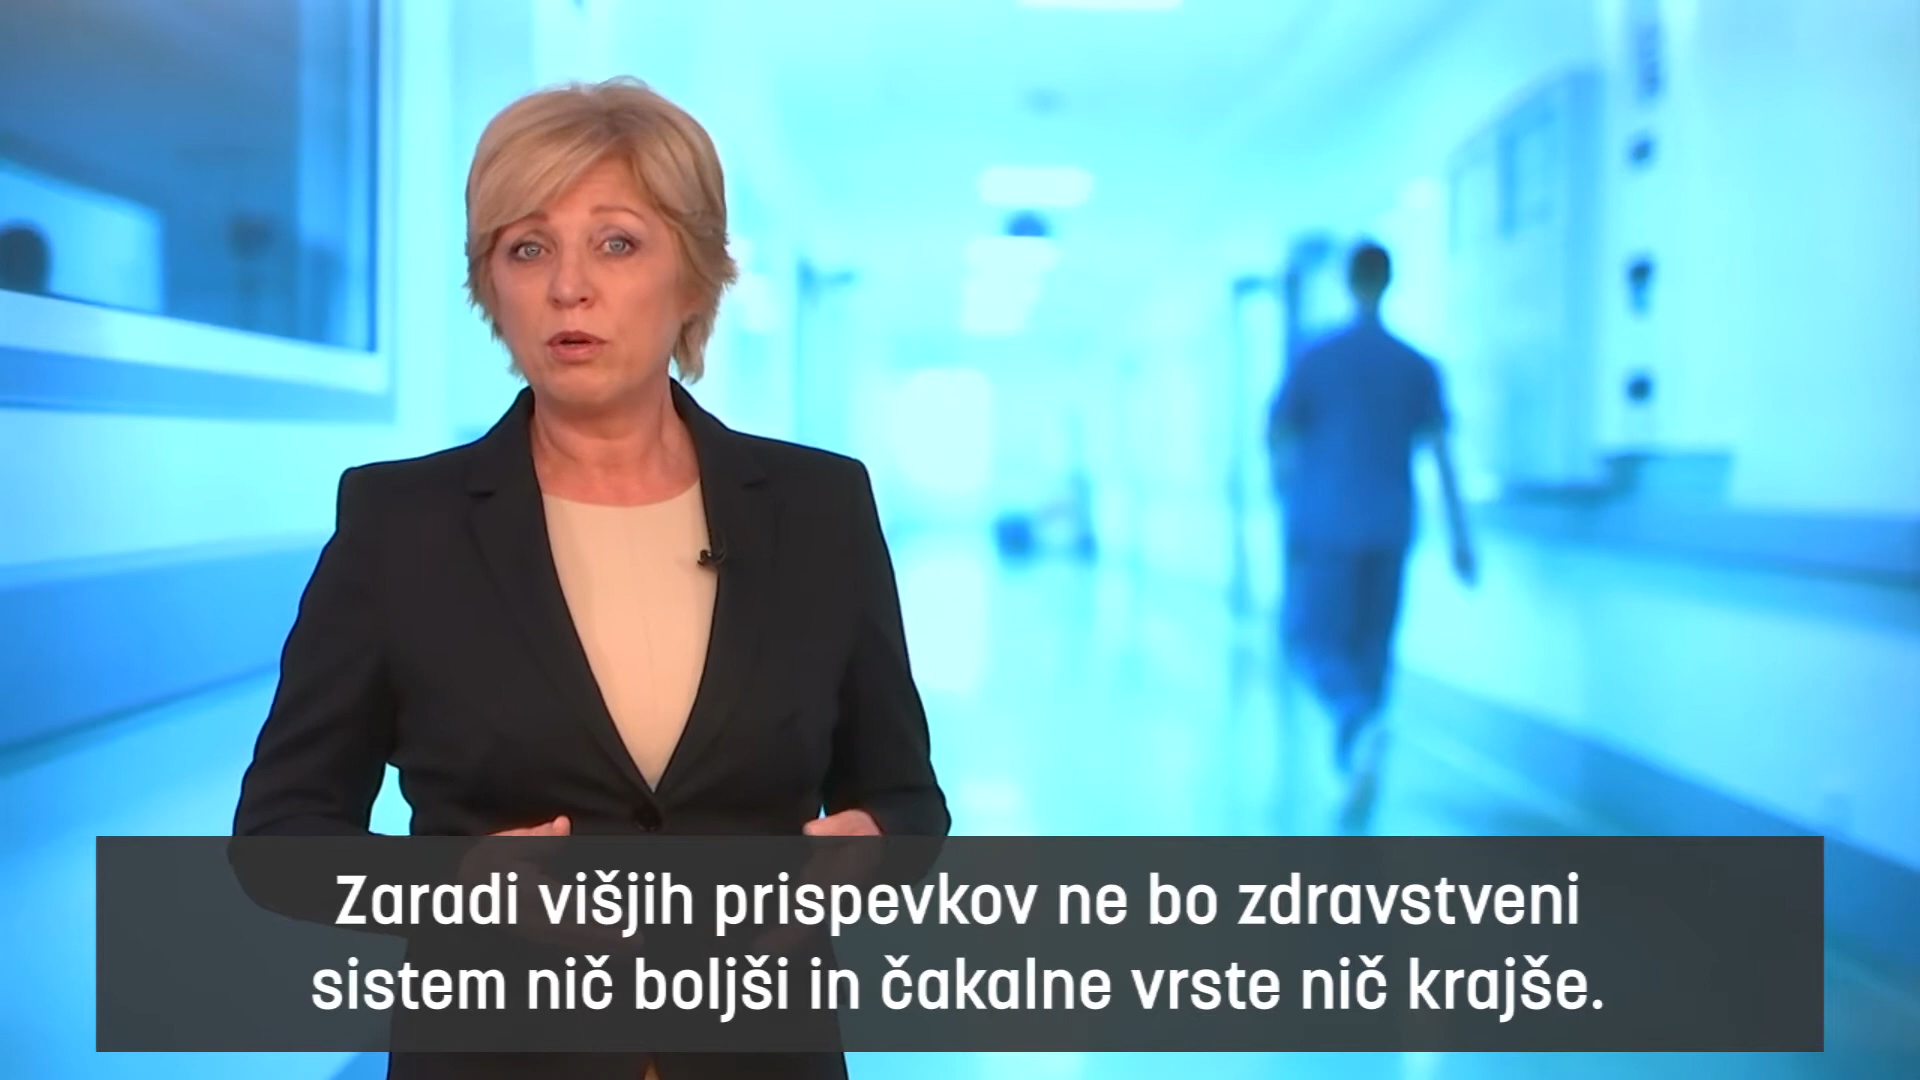 Zaradi višjih prispevkov ne bo zdravstveni
sistem nič boljši in čakalne vrste nič krajše.